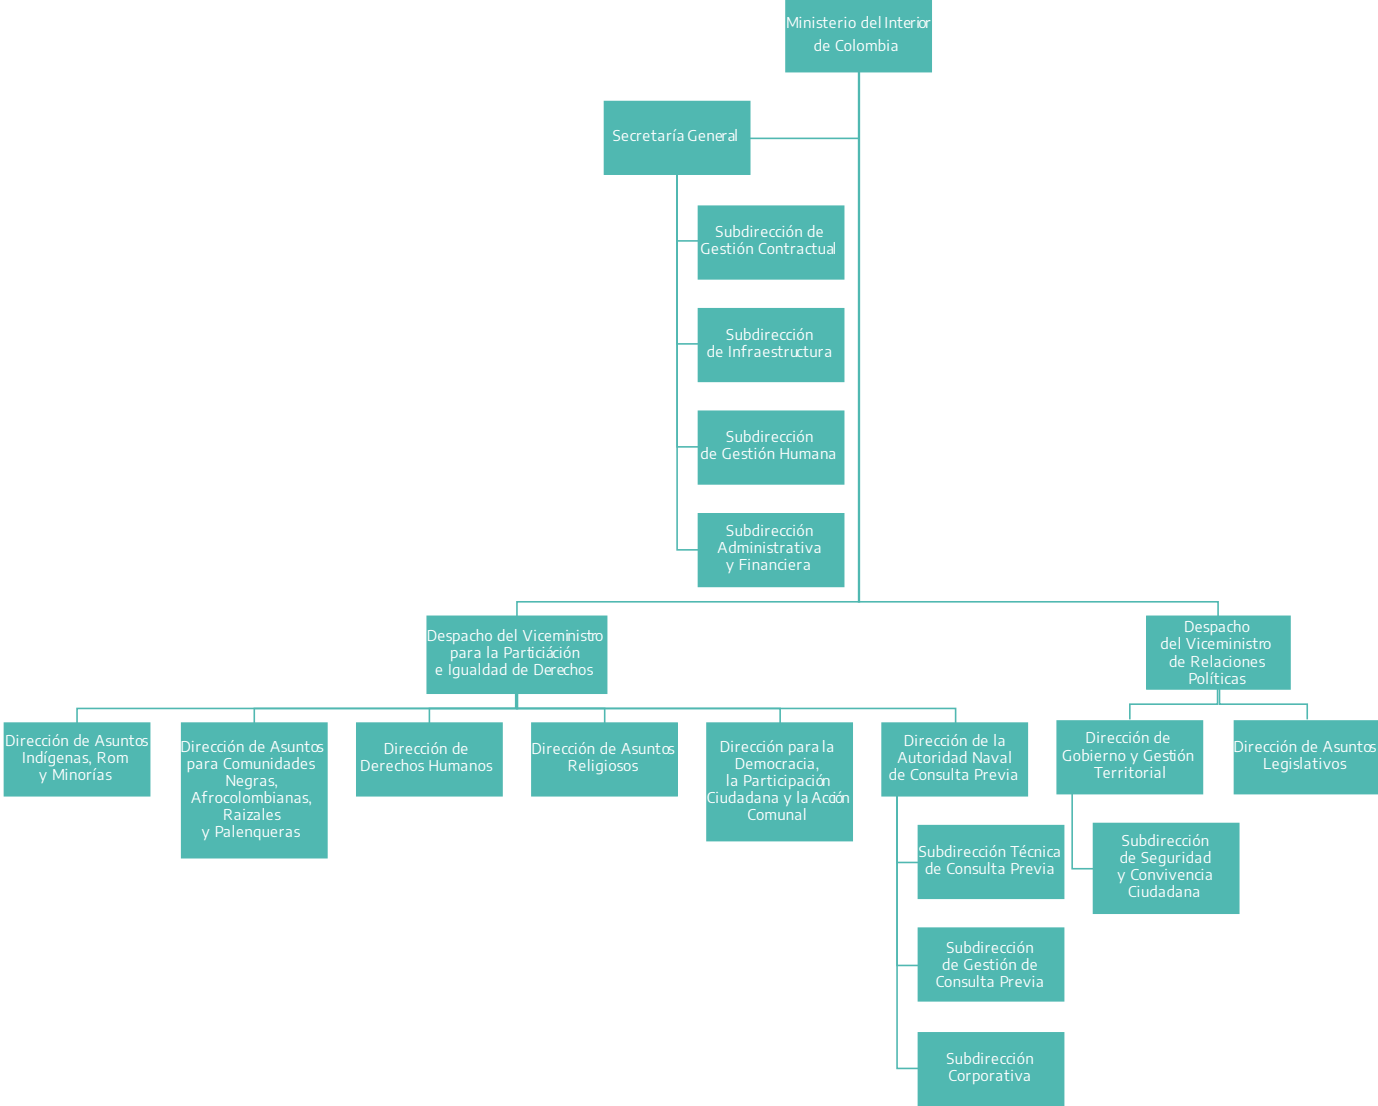 Ministerio del Interior
de Colombia
Secretaría General
Subdirección de
Gestión Contractual
Subdirección
de Infraestructura
Subdirección
de Gestión Humana
Subdirección
Administrativa
y Financiera
Despacho del Viceministro
para la Particiáción
e Igualdad de Derechos
Despacho
del Viceministro
de Relaciones
Políticas
Dirección de Asuntos
Indígenas, Rom
y Minorías
Dirección de Asuntos
para Comunidades
Negras,
Afrocolombianas,
Raizales
y Palenqueras
Dirección de
Derechos Humanos
Dirección de Asuntos
Religiosos
Dirección para la
Democracia,
la Participación
Ciudadana y la Acción
Comunal
Dirección de la
Autoridad Naval
de Consulta Previa
Dirección de
Gobierno y Gestión
Territorial
Dirección de Asuntos
Legislativos
Subdirección Técnica
de Consulta Previa
Subdirección
de Seguridad
y Convivencia
Ciudadana
Subdirección
de Gestión de
Consulta Previa
Subdirección
Corporativa